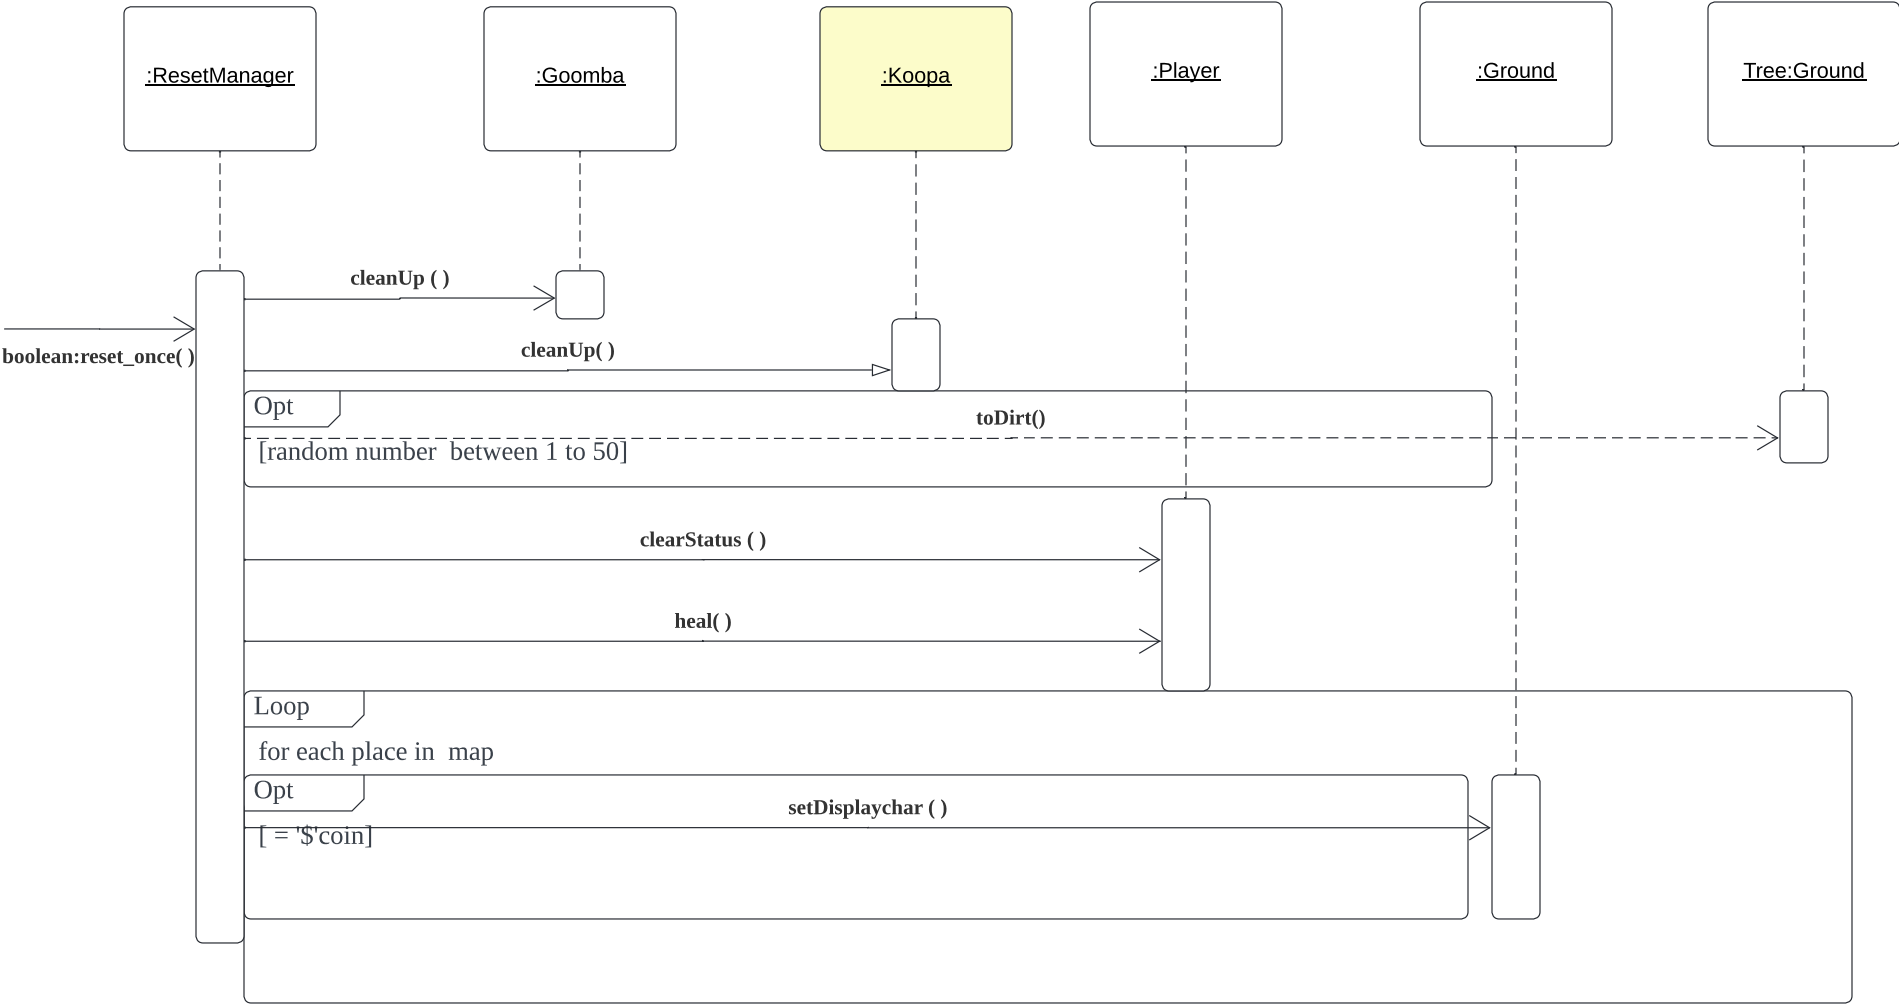 :ResetManager
:Goomba
:Koopa
:Player
:Ground
Tree:Ground
cleanUp ( )
boolean:reset_once( )
cleanUp( )
Opt
toDirt()
[random number  between 1 to 50]
clearStatus ( )
heal( )
Loop
for each place in  map
Opt
setDisplaychar ( )
[ = '$'coin]